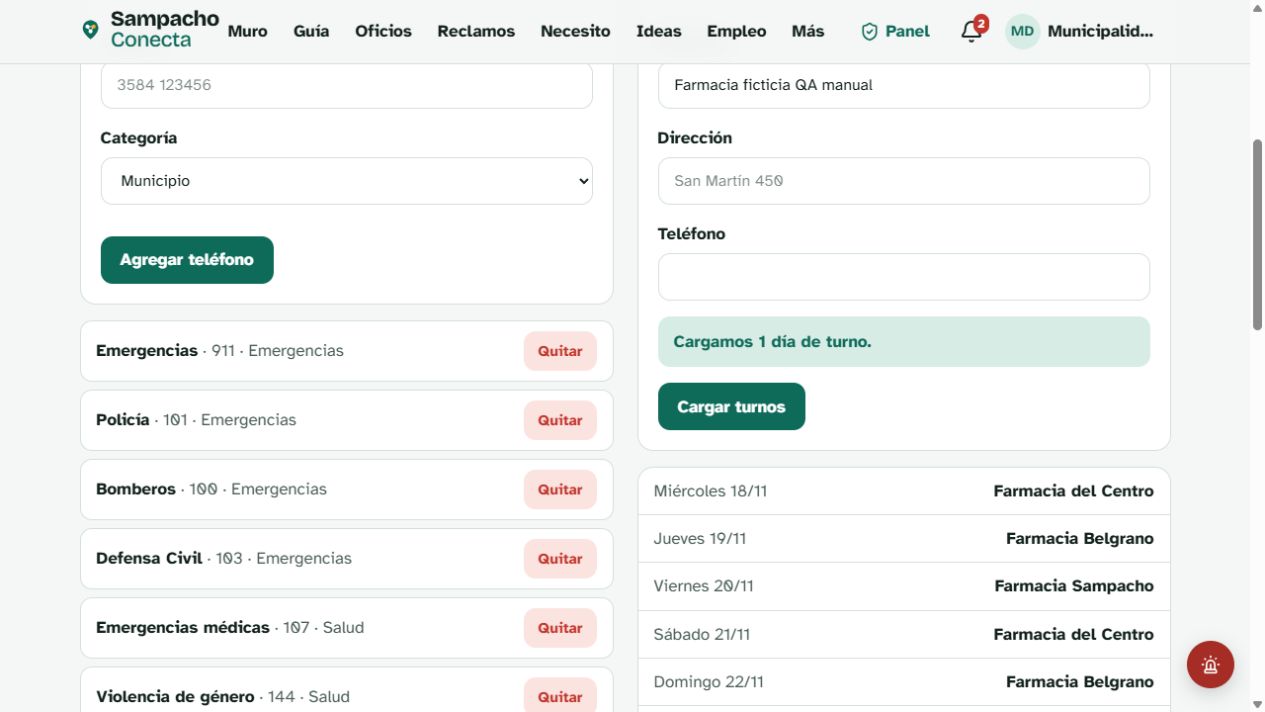 Sampacho
Conecta
Muro
Guía
Oficios
Reclamos
Necesito
Ideas
Empleo
Más
Panel
2
MD
Municipalid...
3584 123456
Categoría
Municipio
Agregar teléfono
Emergencias · 911 · Emergencias
Quitar
Policía · 101 · Emergencias
Quitar
Bomberos · 100 · Emergencias
Quitar
Defensa Civil · 103 · Emergencias
Quitar
Emergencias médicas · 107 · Salud
Quitar
Violencia de género · 144 · Salud
Quitar
Farmacia ficticia QA manual
Dirección
San Martín 450
Teléfono
Cargamos 1 día de turno.
Cargar turnos
Miércoles 18/11 Farmacia del Centro
Jueves 19/11 Farmacia Belgrano
Viernes 20/11 Farmacia Sampacho
Sábado 21/11 Farmacia del Centro
Domingo 22/11 Farmacia Belgrano